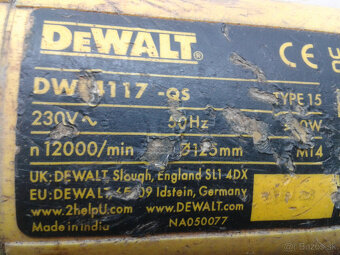 DEWALT®
CE UK
-QS
TYPE 15
230V~ 50Hz
n 12000/min 125mm M14
UK: DEWALT Slough, England SL1 4DX
EU: DEWALT Idstein, Germany
www.2helpU.com www.DEWALT.com
Made in India NA050077